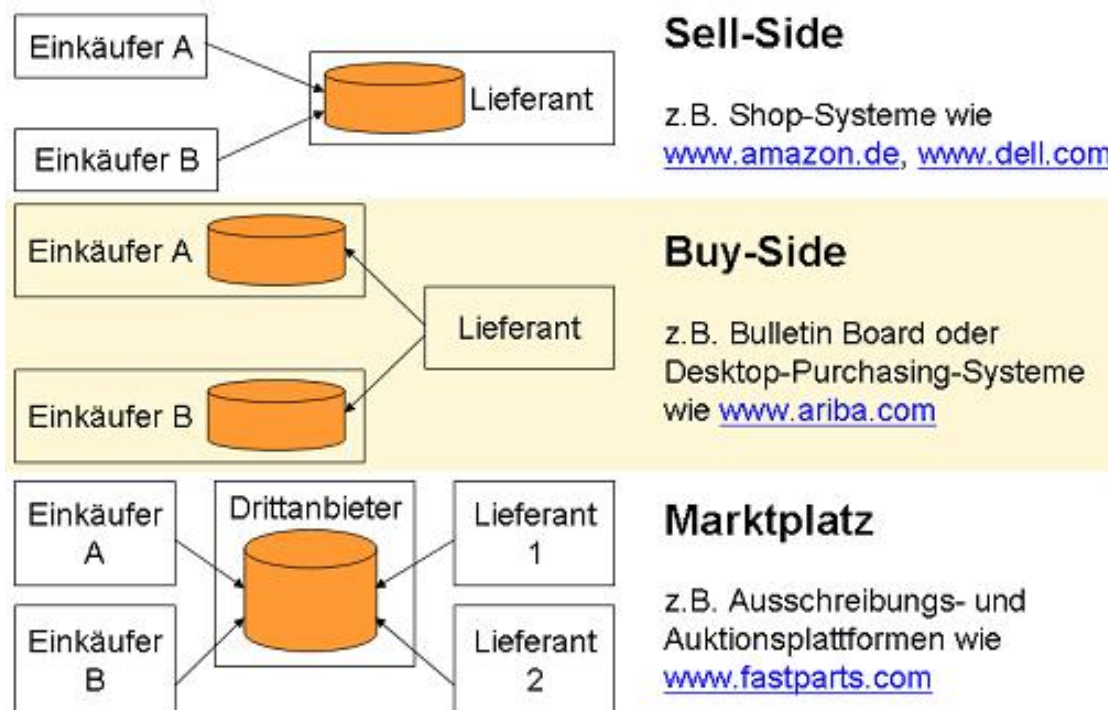 Einkäufer A
Lieferant
Einkäufer B
Sell-Side
z.B. Shop-Systeme wie
www.amazon.de, www.dell.com
Einkäufer A
Lieferant
Einkäufer B
Buy-Side
z.B. Bulletin Board oder
Desktop-Purchasing-Systeme
wie www.ariba.com
Einkäufer
A
Drittanbieter
Lieferant
1
Einkäufer
B
Lieferant
2
Marktplatz
z.B. Ausschreibungs- und
Auktionsplattformen wie
www.fastparts.com